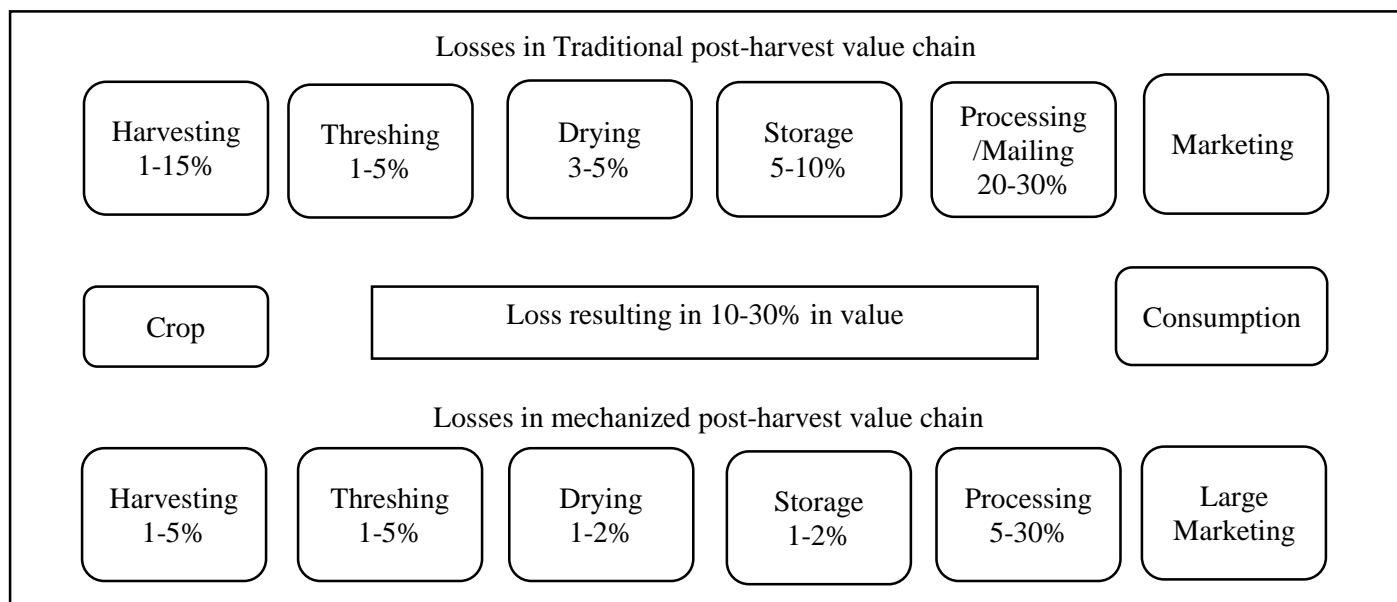 Losses in Traditional post-harvest value chain
Harvesting
1-15%
Threshing
1-5%
Drying
3-5%
Storage
5-10%
Processing
/Mailing
20-30%
Marketing
Crop
Loss resulting in 10-30% in value
Consumption
Losses in mechanized post-harvest value chain
Harvesting
1-5%
Threshing
1-5%
Drying
1-2%
Storage
1-2%
Processing
5-30%
Large
Marketing